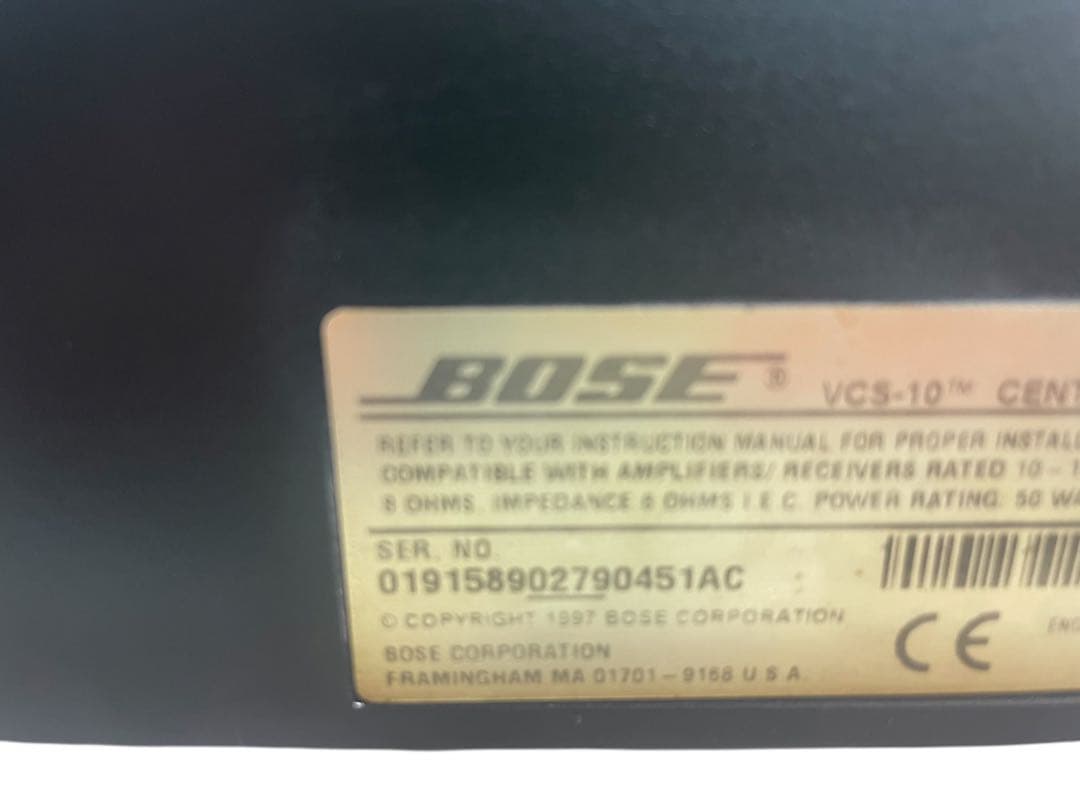 BOSE® VCS-10™ CENT
REFER TO YOUR INSTRUCTION MANUAL FOR PROPER INSTALL
COMPATIBLE WITH AMPLIFIERS/ RECEIVERS RATED 10 - 1
8 OHMS. IMPEDANCE 6 OHMS I E C. POWER RATING: 50 WA
SER. NO.
019158902790451AC
© COPYRIGHT 1997 BOSE CORPORATION
BOSE CORPORATION
FRAMINGHAM MA 01701-9168 U S A
CE